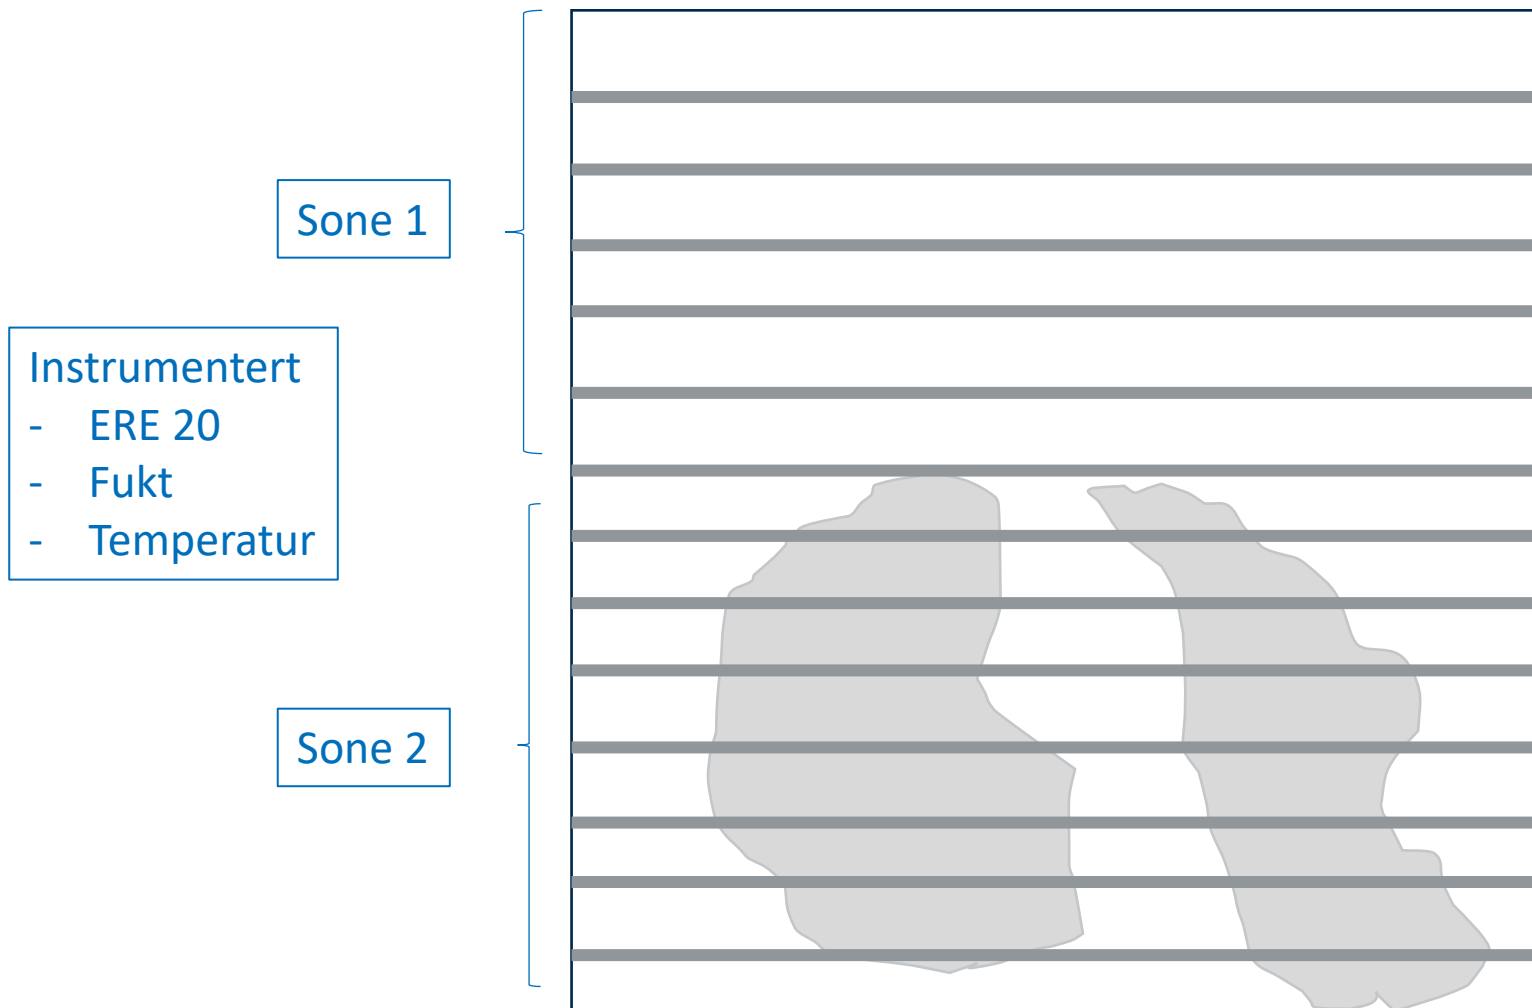 Sone 1
Instrumentert
- ERE 20
- Fukt
- Temperatur
Sone 2